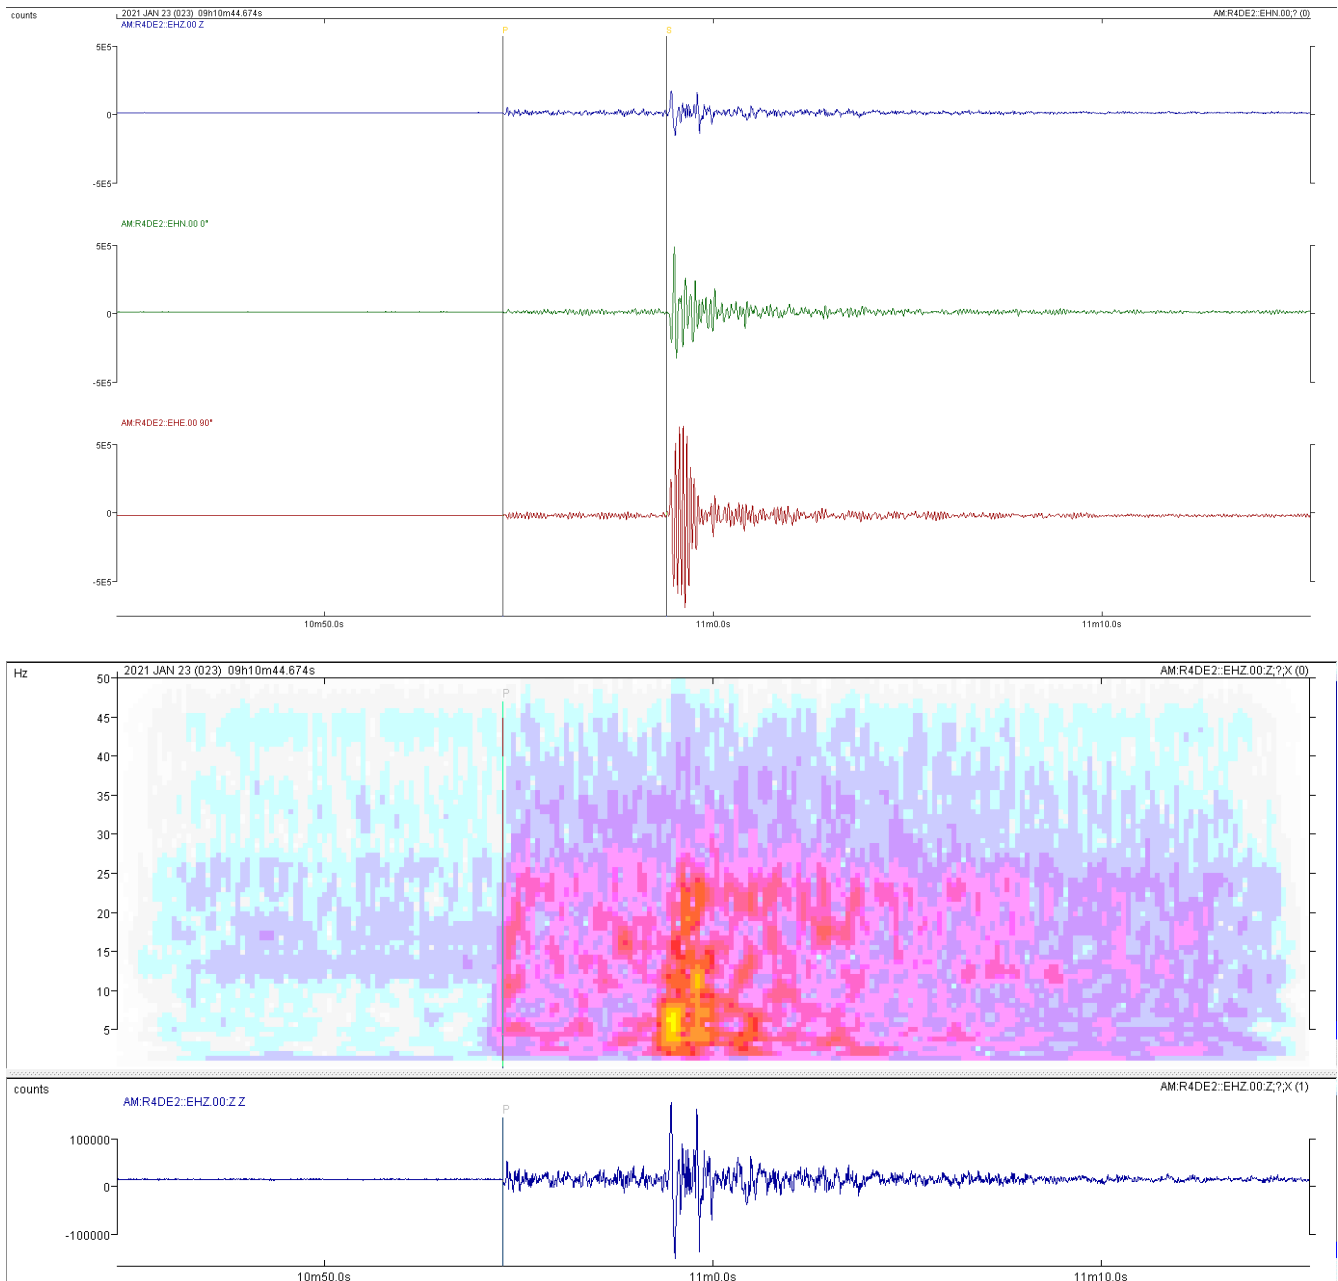 counts
2021 JAN 23 (023) 09h10m44.674s
AM:R4DE2::EHN.00;? (0)
AM:R4DE2::EHZ.00 Z
P
S
5E5
0
-5E5
AM:R4DE2::EHN.00 0°
5E5
0
-5E5
AM:R4DE2::EHE.00 90°
5E5
0
-5E5
10m50.0s
11m0.0s
11m10.0s
Hz
2021 JAN 23 (023) 09h10m44.674s
AM:R4DE2::EHZ.00:Z;?;X (0)
P
50
45
40
35
30
25
20
15
10
5
counts
AM:R4DE2::EHZ.00:Z;?;X (1)
AM:R4DE2::EHZ.00:Z Z
P
100000
0
-100000
10m50.0s
11m0.0s
11m10.0s